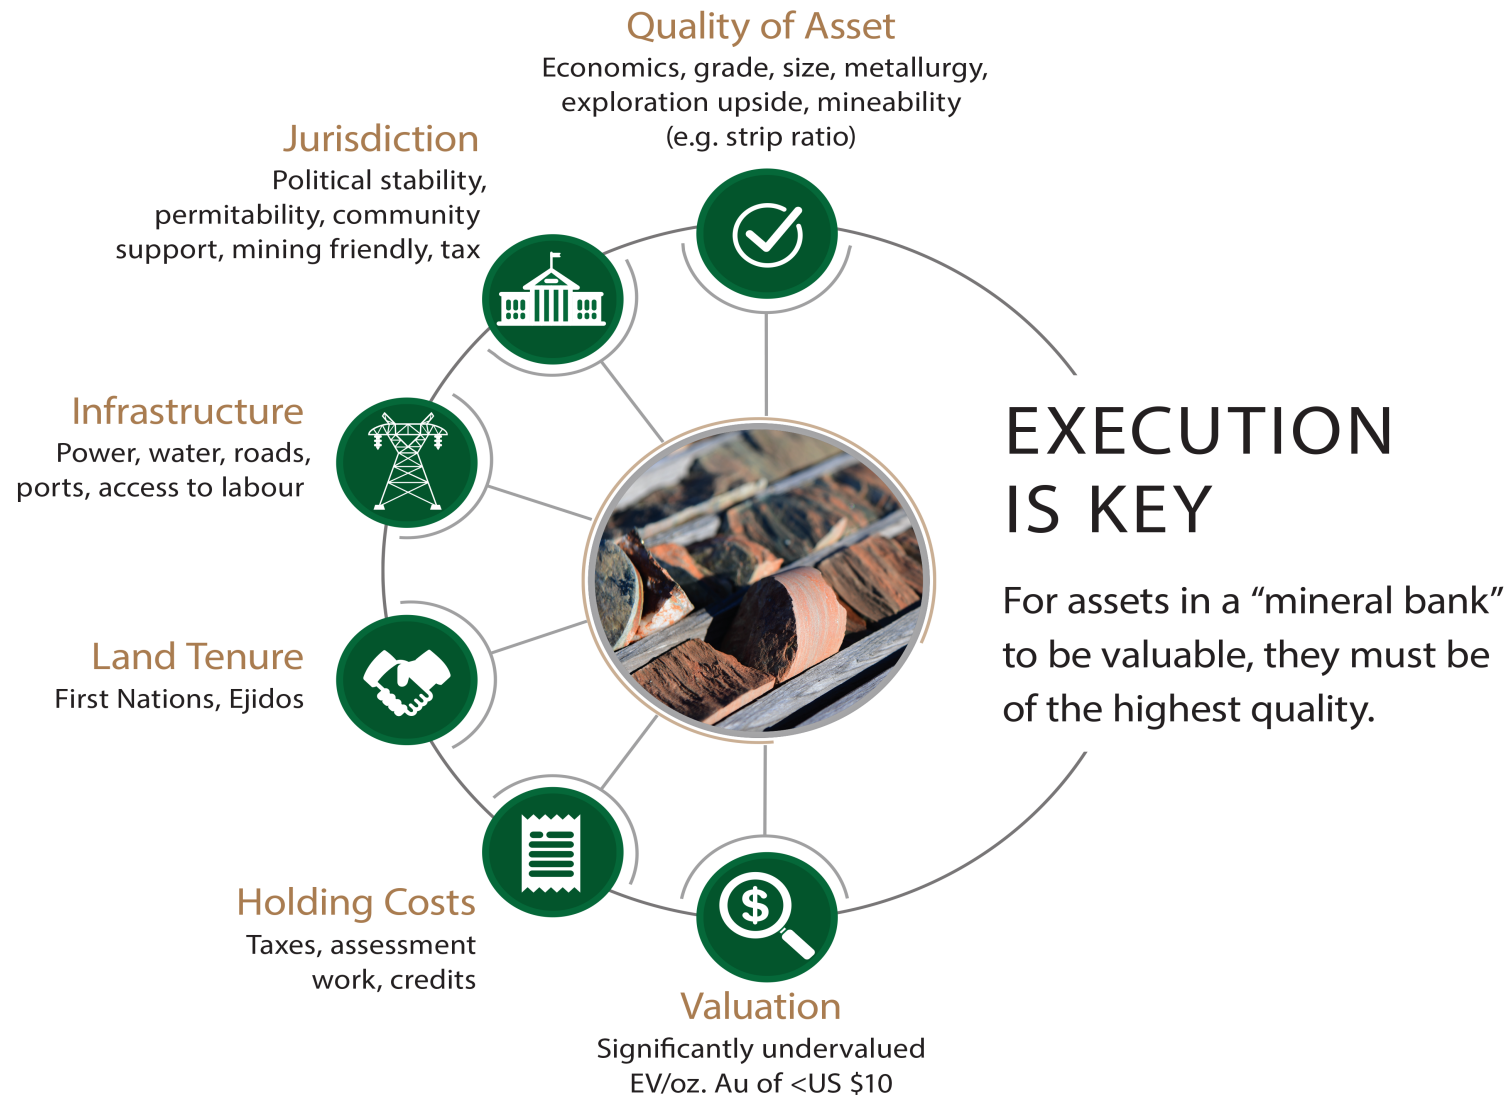 Quality of Asset
Economics, grade, size, metallurgy,
exploration upside, mineability
(e.g. strip ratio)
Jurisdiction
Political stability,
permitability, community
support, mining friendly, tax
Infrastructure
Power, water, roads,
ports, access to labour
Land Tenure
First Nations, Ejidos
Holding Costs
Taxes, assessment
work, credits
$
Valuation
Significantly undervalued
EV/oz. Au of <US $10
EXECUTION
IS KEY
For assets in a “mineral bank”
to be valuable, they must be
of the highest quality.